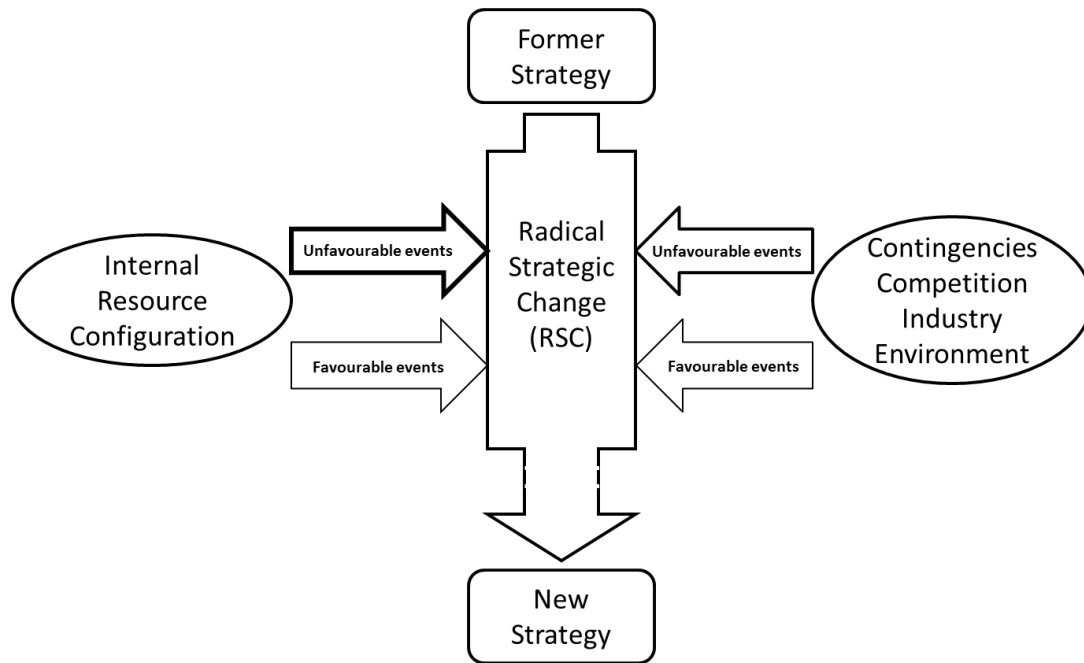 Former
Strategy
Unfavourable events
Radical
Strategic
Change
(RSC)
Unfavourable events
Internal
Resource
Configuration
Contingencies
Competition
Industry
Environment
Favourable events
Favourable events
New
Strategy